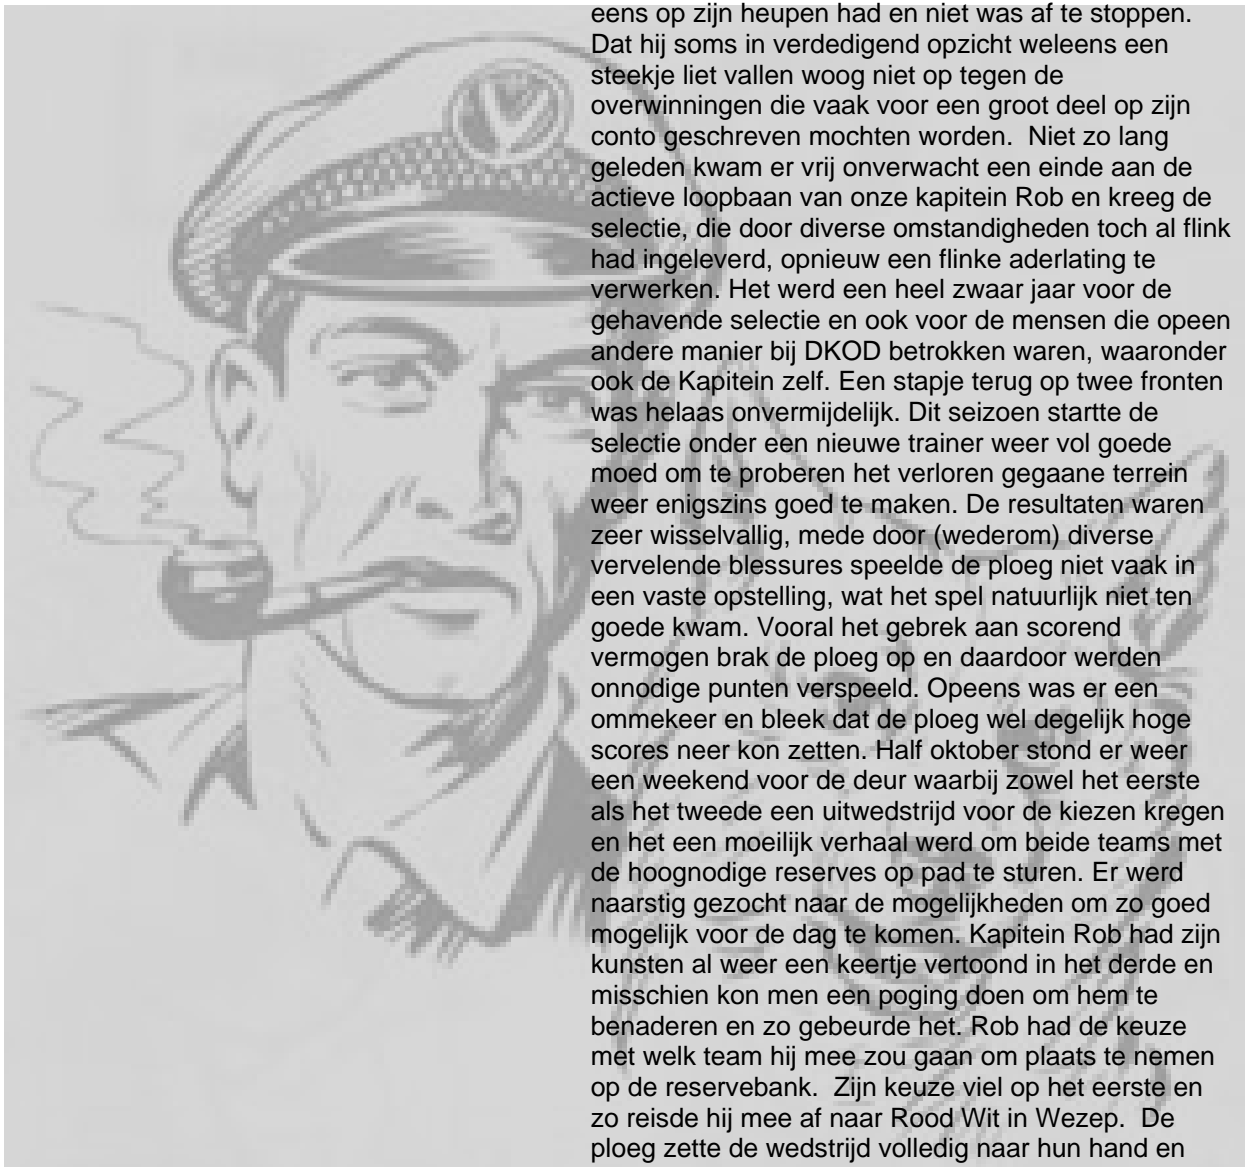 eens op zijn heupen had en niet was af te stoppen.
Dat hij soms in verdedigend opzicht weleens een
steekje liet vallen woog niet op tegen de
overwinningen die vaak voor een groot deel op zijn
conto geschreven mochten worden.  Niet zo lang
geleden kwam er vrij onverwacht een einde aan de
actieve loopbaan van onze kapitein Rob en kreeg de
selectie, die door diverse omstandigheden toch al flink
had ingeleverd, opnieuw een flinke aderlating te
verwerken. Het werd een heel zwaar jaar voor de
gehavende selectie en ook voor de mensen die opeen
andere manier bij DKOD betrokken waren, waaronder
ook de Kapitein zelf. Een stapje terug op twee fronten
was helaas onvermijdelijk. Dit seizoen startte de
selectie onder een nieuwe trainer weer vol goede
moed om te proberen het verloren gegaane terrein
weer enigszins goed te maken. De resultaten waren
zeer wisselvallig, mede door (wederom) diverse
vervelende blessures speelde de ploeg niet vaak in
een vaste opstelling, wat het spel natuurlijk niet ten
goede kwam. Vooral het gebrek aan scorend
vermogen brak de ploeg op en daardoor werden
onnodige punten verspeeld. Opeens was er een
ommekeer en bleek dat de ploeg wel degelijk hoge
scores neer kon zetten. Half oktober stond er weer
een weekend voor de deur waarbij zowel het eerste
als het tweede een uitwedstrijd voor de kiezen kregen
en het een moeilijk verhaal werd om beide teams met
de hoognodige reserves op pad te sturen. Er werd
naarstig gezocht naar de mogelijkheden om zo goed
mogelijk voor de dag te komen. Kapitein Rob had zijn
kunsten al weer een keertje vertoond in het derde en
misschien kon men een poging doen om hem te
benaderen en zo gebeurde het. Rob had de keuze
met welk team hij mee zou gaan om plaats te nemen
op de reservebank.  Zijn keuze viel op het eerste en
zo reisde hij mee af naar Rood Wit in Wezep.  De
ploeg zette de wedstrijd volledig naar hun hand en